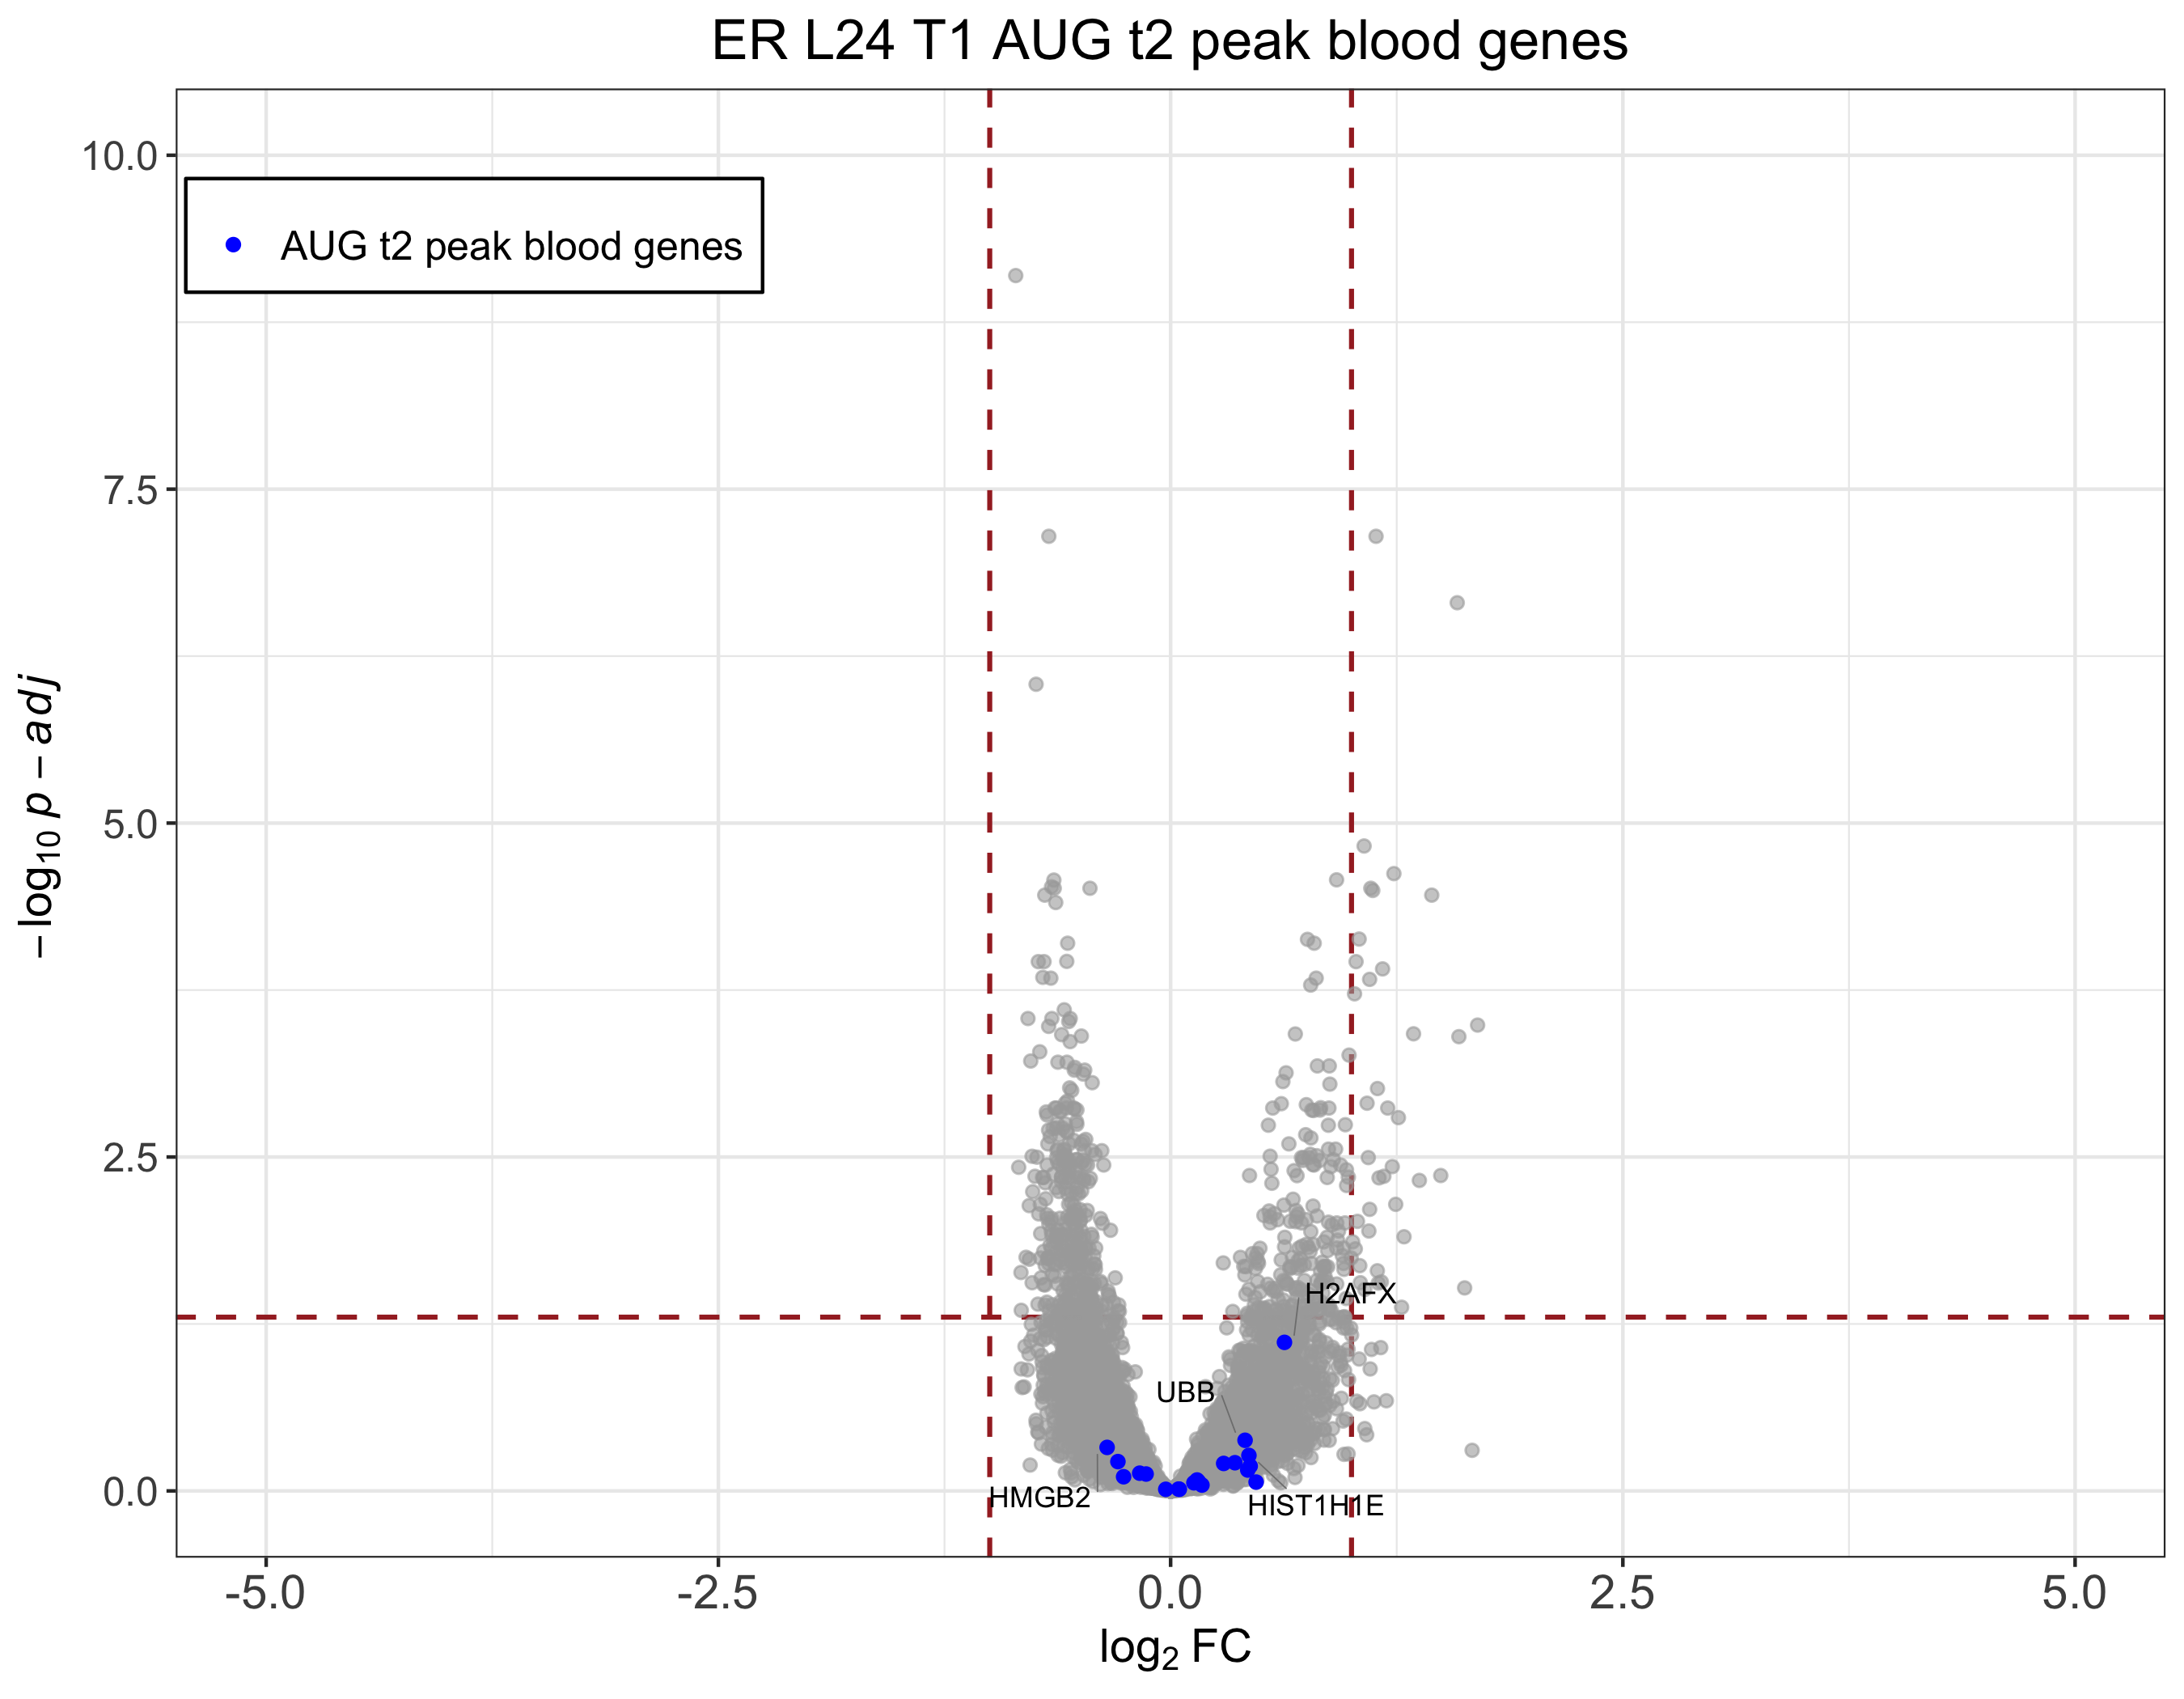 ER L24 T1 AUG t2 peak blood genes
10.0
AUG t2 peak blood genes
7.5
−log10 p − adj
5.0
2.5
H2AFX
UBB
0.0
HMGB2
HIST1H1E
-5.0 -2.5 0.0 2.5 5.0
log2 FC